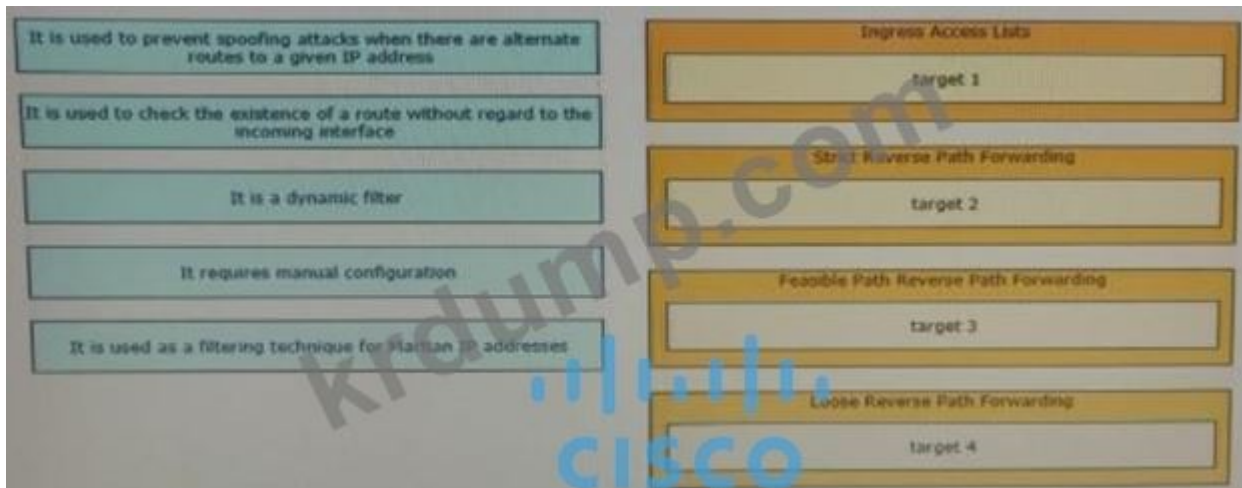 It is used to prevent spoofing attacks when there are alternate
routes to a given IP address
It is used to check the existence of a route without regard to the
incoming interface
It is a dynamic filter
It requires manual configuration
It is used as a filtering technique for Martian IP addresses
Ingress Access Lists
target 1
Strict Reverse Path Forwarding
target 2
Feasible Path Reverse Path Forwarding
target 3
Loose Reverse Path Forwarding
target 4
krdump.com
CISCO